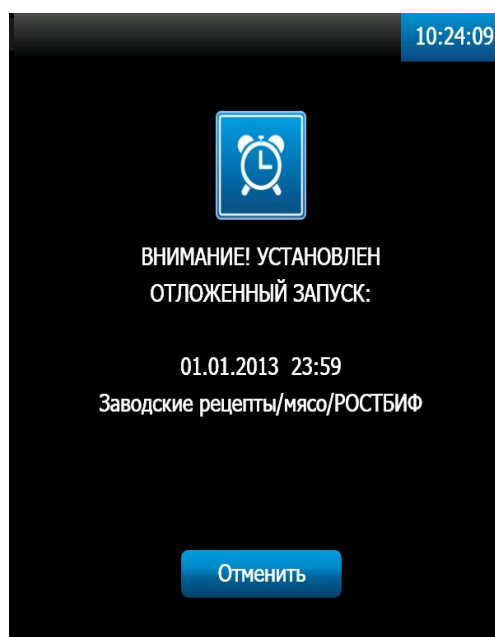 10:24:09
ВНИМАНИЕ! УСТАНОВЛЕН
ОТЛОЖЕННЫЙ ЗАПУСК:
01.01.2013 23:59
Заводские рецепты/мясо/РОСТБИФ
Отменить